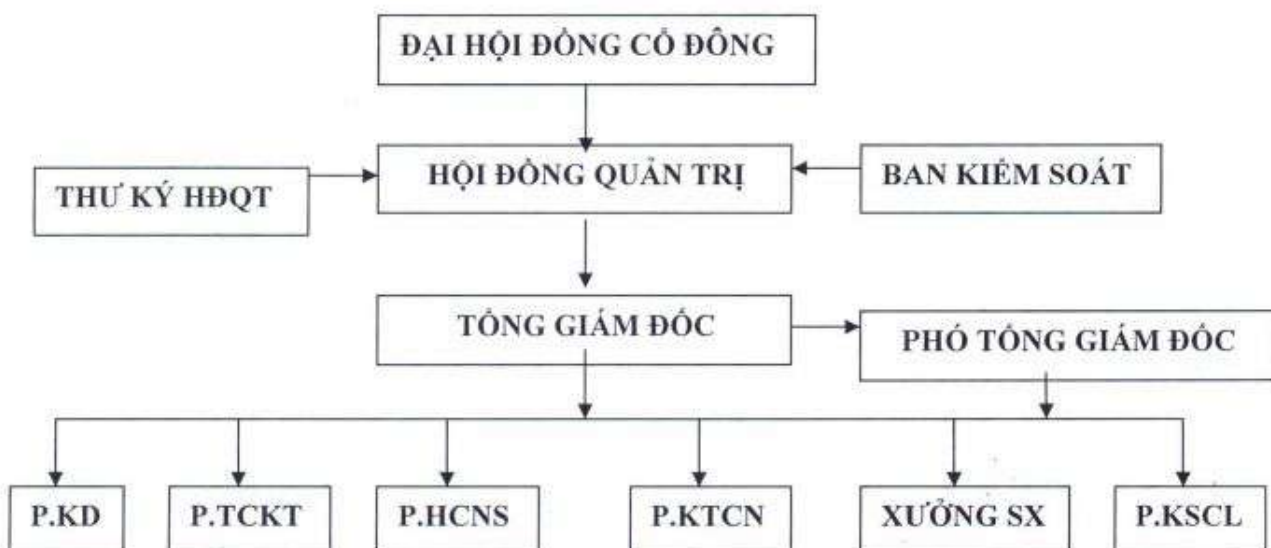 ĐẠI HỘI ĐỒNG CỔ ĐÔNG
HỘI ĐỒNG QUẢN TRỊ
THƯ KÝ HĐQT
BAN KIỂM SOÁT
TỔNG GIÁM ĐỐC
PHÓ TỔNG GIÁM ĐỐC
P.KD
P.TCKT
P.HCNS
P.KTCN
XƯỞNG SX
P.KSCL